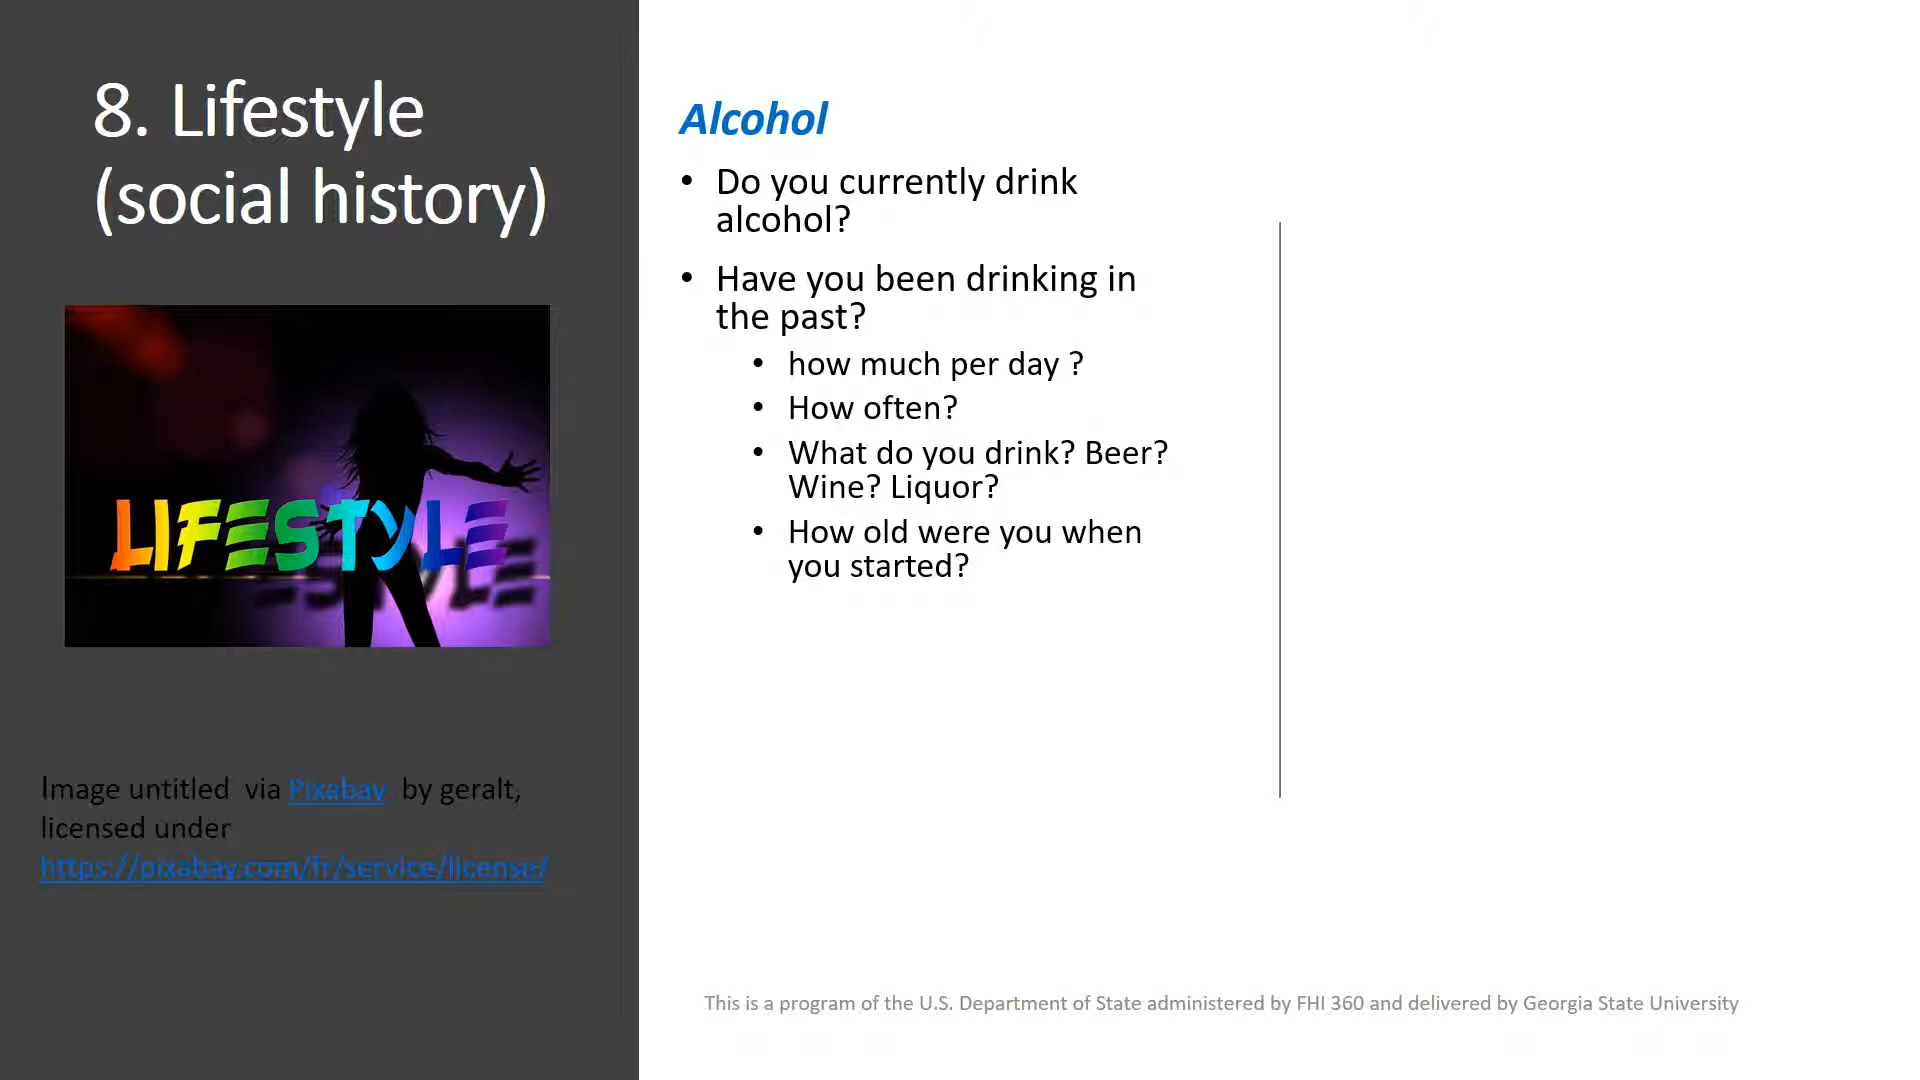 8. Lifestyle
(social history)
LIFESTYLE
Image untitled via Pixabay by geralt,
licensed under
https://pixabay.com/fr/service/license/
Alcohol
• Do you currently drink
alcohol?
• Have you been drinking in
the past?
• how much per day ?
• How often?
• What do you drink? Beer?
Wine? Liquor?
• How old were you when
you started?
This is a program of the U.S. Department of State administered by FHI 360 and delivered by Georgia State University